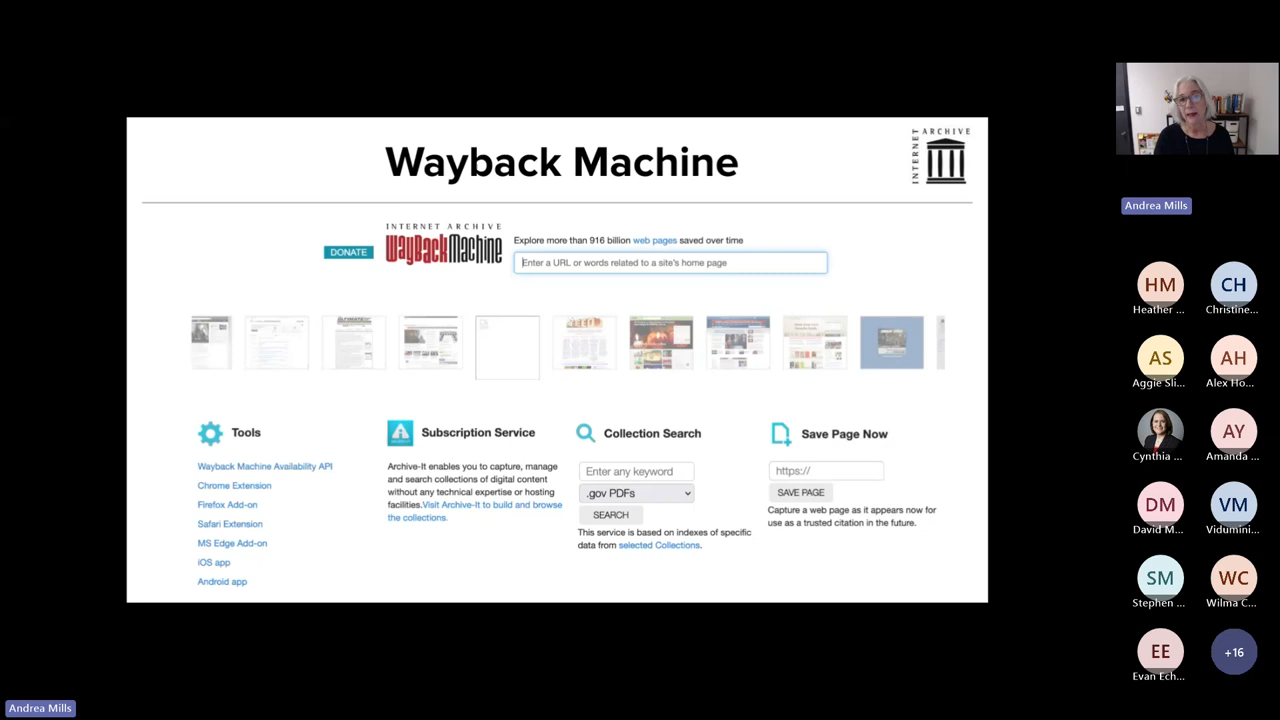 Wayback Machine
INTERNET ARCHIVE
DONATE
INTERNET ARCHIVE
WayBackMachine
Explore more than 916 billion web pages saved over time
Enter a URL or words related to a site's home page
Tools
Wayback Machine Availability API
Chrome Extension
Firefox Add-on
Safari Extension
MS Edge Add-on
iOS app
Android app
Subscription Service
Archive-It enables you to capture, manage
and search collections of digital content
without any technical expertise or hosting
facilities.Visit Archive-It to build and browse
the collections.
Collection Search
Enter any keyword
.gov PDFs
SEARCH
This service is based on indexes of specific
data from selected Collections.
Save Page Now
https://
SAVE PAGE
Capture a web page as it appears now for
use as a trusted citation in the future.
Andrea Mills
HM
Heather ...
CH
Christine...
AS
Aggie Sli...
AH
Alex Ho...
Cynthia ...
AY
Amanda ...
DM
David M...
VM
Vidumini...
SM
Stephen ...
WC
Wilma C...
EE
Evan Ech...
+16
Andrea Mills